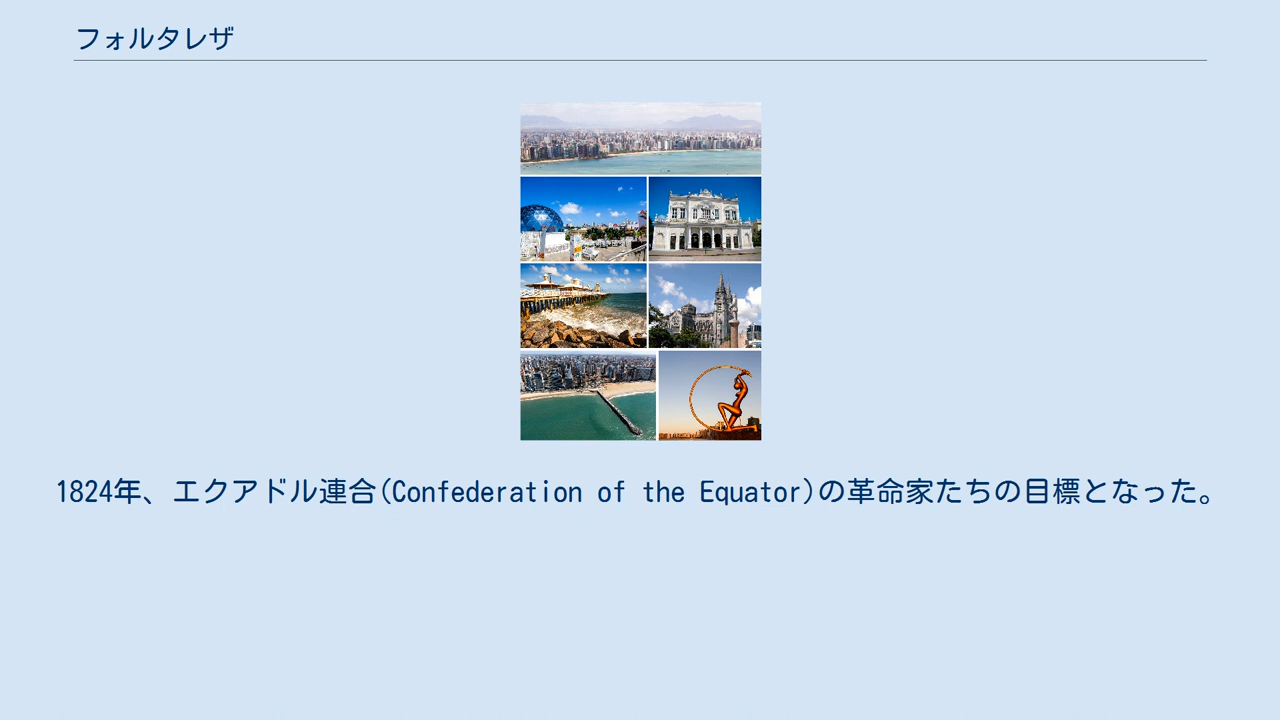 フォルタレザ
1824年、エクアドル連合(Confederation of the Equator)の革命家たちの目標となった。